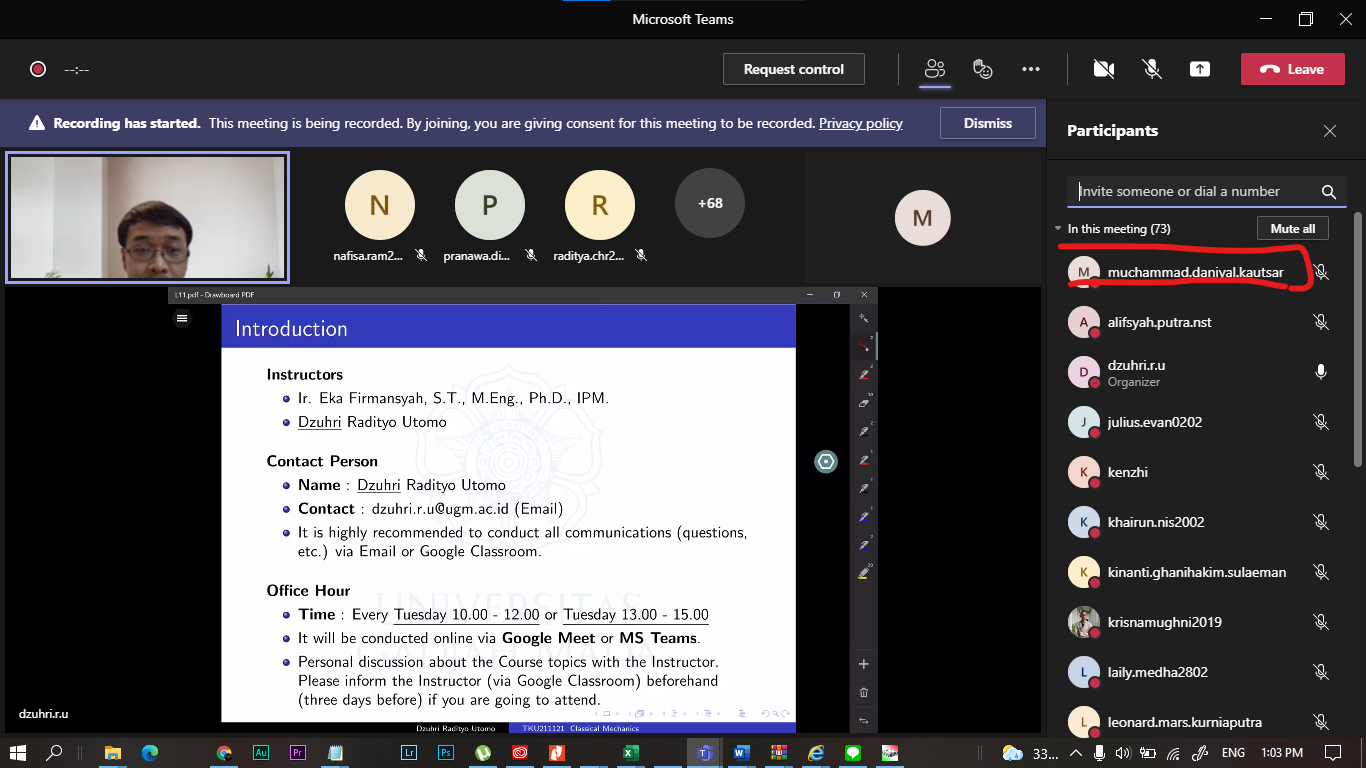 Microsoft Teams
--:--
Request control
Leave
Recording has started. This meeting is being recorded. By joining, you are giving consent for this meeting to be recorded. Privacy policy
Dismiss
N
P
R
+68
M
nafisa.ram2...
pranawa.di...
raditya.chr2...
L11.pdf - Drawboard PDF
Introduction
Instructors
Ir. Eka Firmansyah, S.T., M.Eng., Ph.D., IPM.
Dzuhri Radityo Utomo
Contact Person
Name : Dzuhri Radityo Utomo
Contact : dzuhri.r.u@ugm.ac.id (Email)
It is highly recommended to conduct all communications (questions,
etc.) via Email or Google Classroom.
Office Hour
Time : Every Tuesday 10.00 - 12.00 or Tuesday 13.00 - 15.00
It will be conducted online via Google Meet or MS Teams.
Personal discussion about the Course topics with the Instructor.
Please inform the Instructor (via Google Classroom) beforehand
(three days before) if you are going to attend.
UNIVERSITAS
GADJAH MADA
Dzuhri Radityo Utomo
TKU211121 Classical Mechanics
dzuhri.r.u
Participants
Invite someone or dial a number
In this meeting (73)
Mute all
M
muchammad.daniyal.kautsar
A
alifsyah.putra.nst
D
dzuhri.r.u
Organizer
J
julius.evan0202
K
kenzhi
K
khairun.nis2002
K
kinanti.ghanihakim.sulaeman
krisnamughni2019
L
laily.medha2802
L
leonard.mars.kurniaputra
Au
Pr
Lr
Ps
33...
ENG
1:03 PM